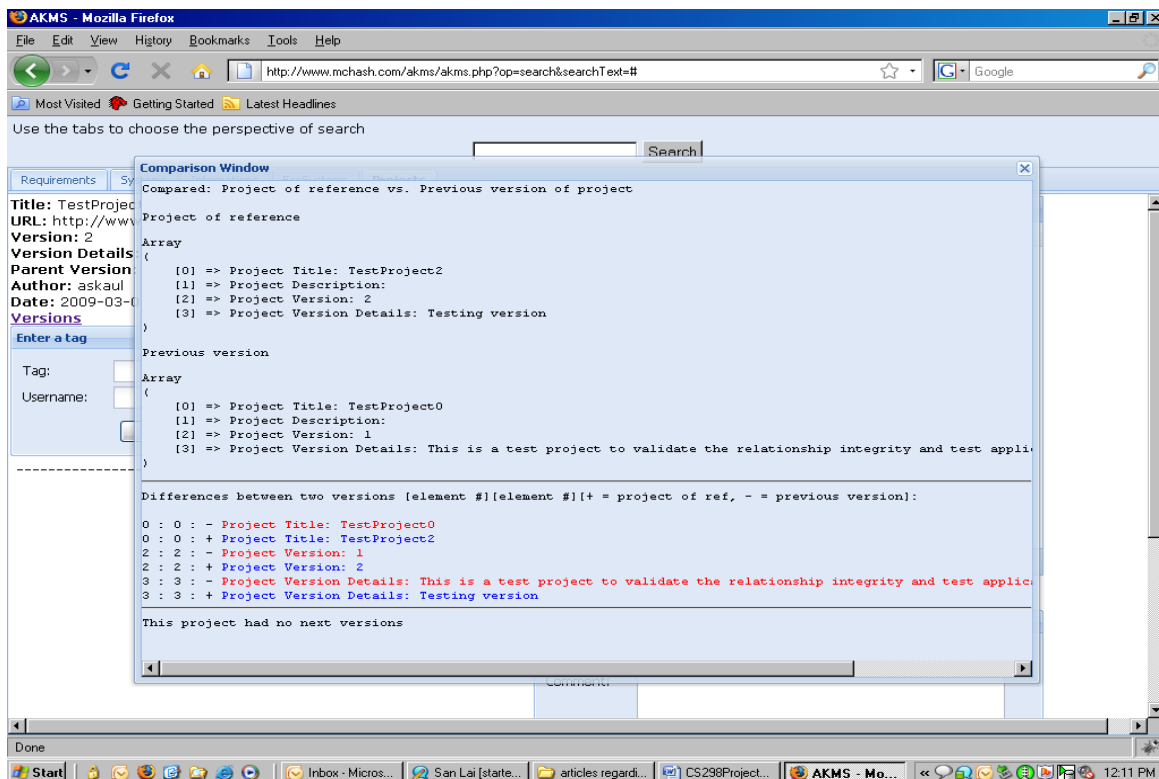 AKMS - Mozilla Firefox
File Edit View History Bookmarks Tools Help
http://www.mchash.com/akms/akms.php?op=search&searchText=#
G Google
Most Visited Getting Started Latest Headlines
Use the tabs to choose the perspective of search
Search
Requirements
Comparison Window
Compared: Project of reference vs. Previous version of project
Project of reference
Array
(
[0] => Project Title: TestProject2
[1] => Project Description:
[2] => Project Version: 2
[3] => Project Version Details: Testing version
)
Previous version
Array
(
[0] => Project Title: TestProject0
[1] => Project Description:
[2] => Project Version: 1
[3] => Project Version Details: This is a test project to validate the relationship integrity and test appli
)
Differences between two versions [element #][element #][+ = project of ref, - = previous version]:
0 : 0 : - Project Title: TestProject0
0 : 0 : + Project Title: TestProject2
2 : 2 : - Project Version: 1
2 : 2 : + Project Version: 2
3 : 3 : - Project Version Details: This is a test project to validate the relationship integrity and test applic
3 : 3 : + Project Version Details: Testing version
This project had no next versions
Title: TestProjec
URL: http://www
Version: 2
Version Details
Parent Version
Author: askaul
Date: 2009-03-0
Versions
Enter a tag
Tag:
Username:
--------------
Comment:
Done
Start
Inbox - Micros...
San Lai [starte...
articles regardi...
CS298Project...
AKMS - Mo...
12:11 PM